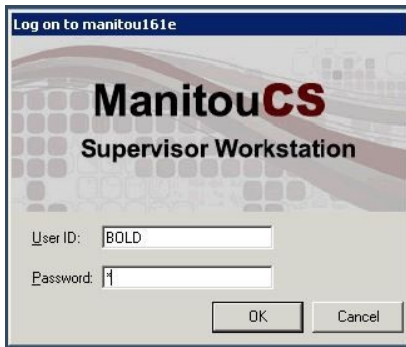 Log on to manitou161e
ManitouCS
Supervisor Workstation
User ID: BOLD
Password: *
OK Cancel